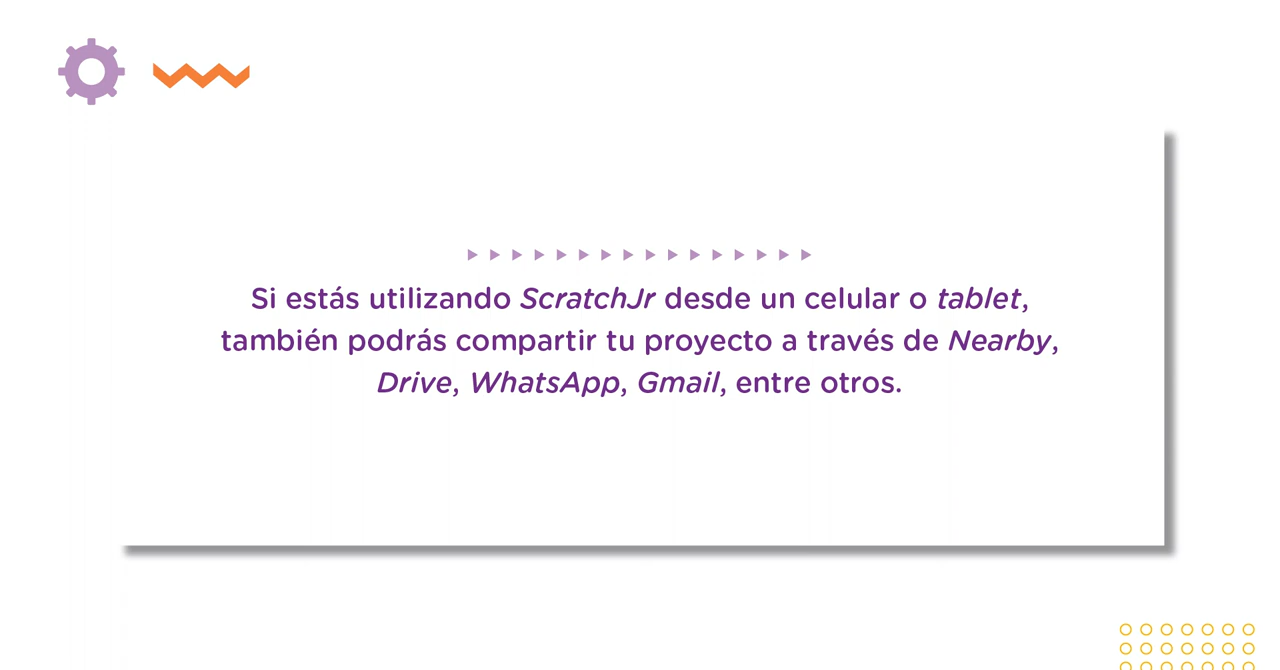 Si estás utilizando ScratchJr desde un celular o tablet,
también podrás compartir tu proyecto a través de Nearby,
Drive, WhatsApp, Gmail, entre otros.